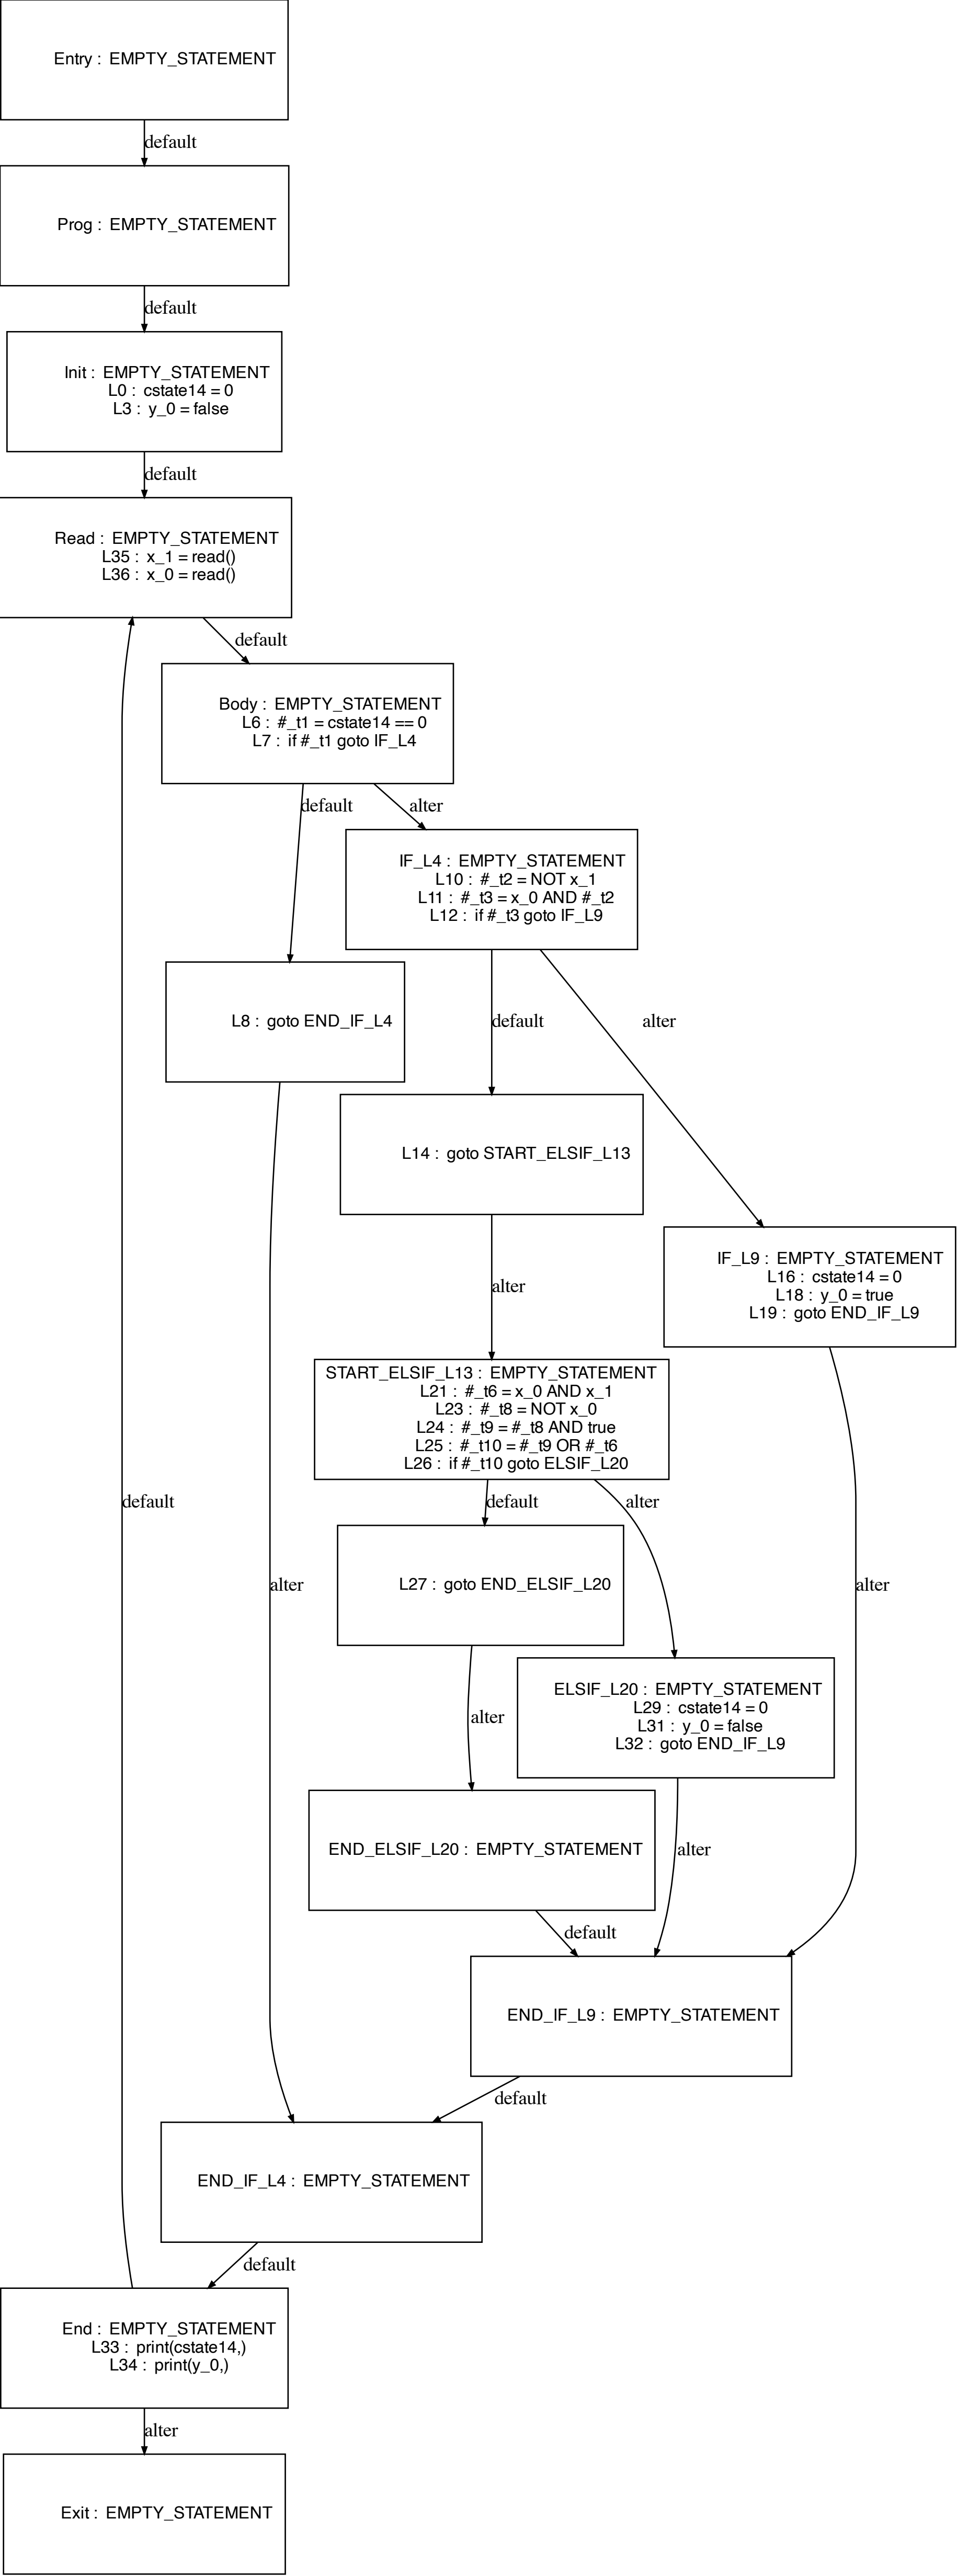 Entry : EMPTY_STATEMENT
default
Prog : EMPTY_STATEMENT
default
Init : EMPTY_STATEMENT
L0 : cstate14 = 0
L3 : y_0 = false
default
Read : EMPTY_STATEMENT
L35 : x_1 = read()
L36 : x_0 = read()
default
Body : EMPTY_STATEMENT
L6 : #_t1 = cstate14 == 0
L7 : if #_t1 goto IF_L4
default
alter
IF_L4 : EMPTY_STATEMENT
L10 : #_t2 = NOT x_1
L11 : #_t3 = x_0 AND #_t2
L12 : if #_t3 goto IF_L9
L8 : goto END_IF_L4
default
alter
L14 : goto START_ELSIF_L13
alter
IF_L9 : EMPTY_STATEMENT
L16 : cstate14 = 0
L18 : y_0 = true
L19 : goto END_IF_L9
START_ELSIF_L13 : EMPTY_STATEMENT
L21 : #_t6 = x_0 AND x_1
L23 : #_t8 = NOT x_0
L24 : #_t9 = #_t8 AND true
L25 : #_t10 = #_t9 OR #_t6
L26 : if #_t10 goto ELSIF_L20
default
default
alter
alter
L27 : goto END_ELSIF_L20
alter
ELSIF_L20 : EMPTY_STATEMENT
L29 : cstate14 = 0
L31 : y_0 = false
L32 : goto END_IF_L9
alter
END_ELSIF_L20 : EMPTY_STATEMENT
alter
default
END_IF_L9 : EMPTY_STATEMENT
default
END_IF_L4 : EMPTY_STATEMENT
default
End : EMPTY_STATEMENT
L33 : print(cstate14,)
L34 : print(y_0,)
alter
Exit : EMPTY_STATEMENT